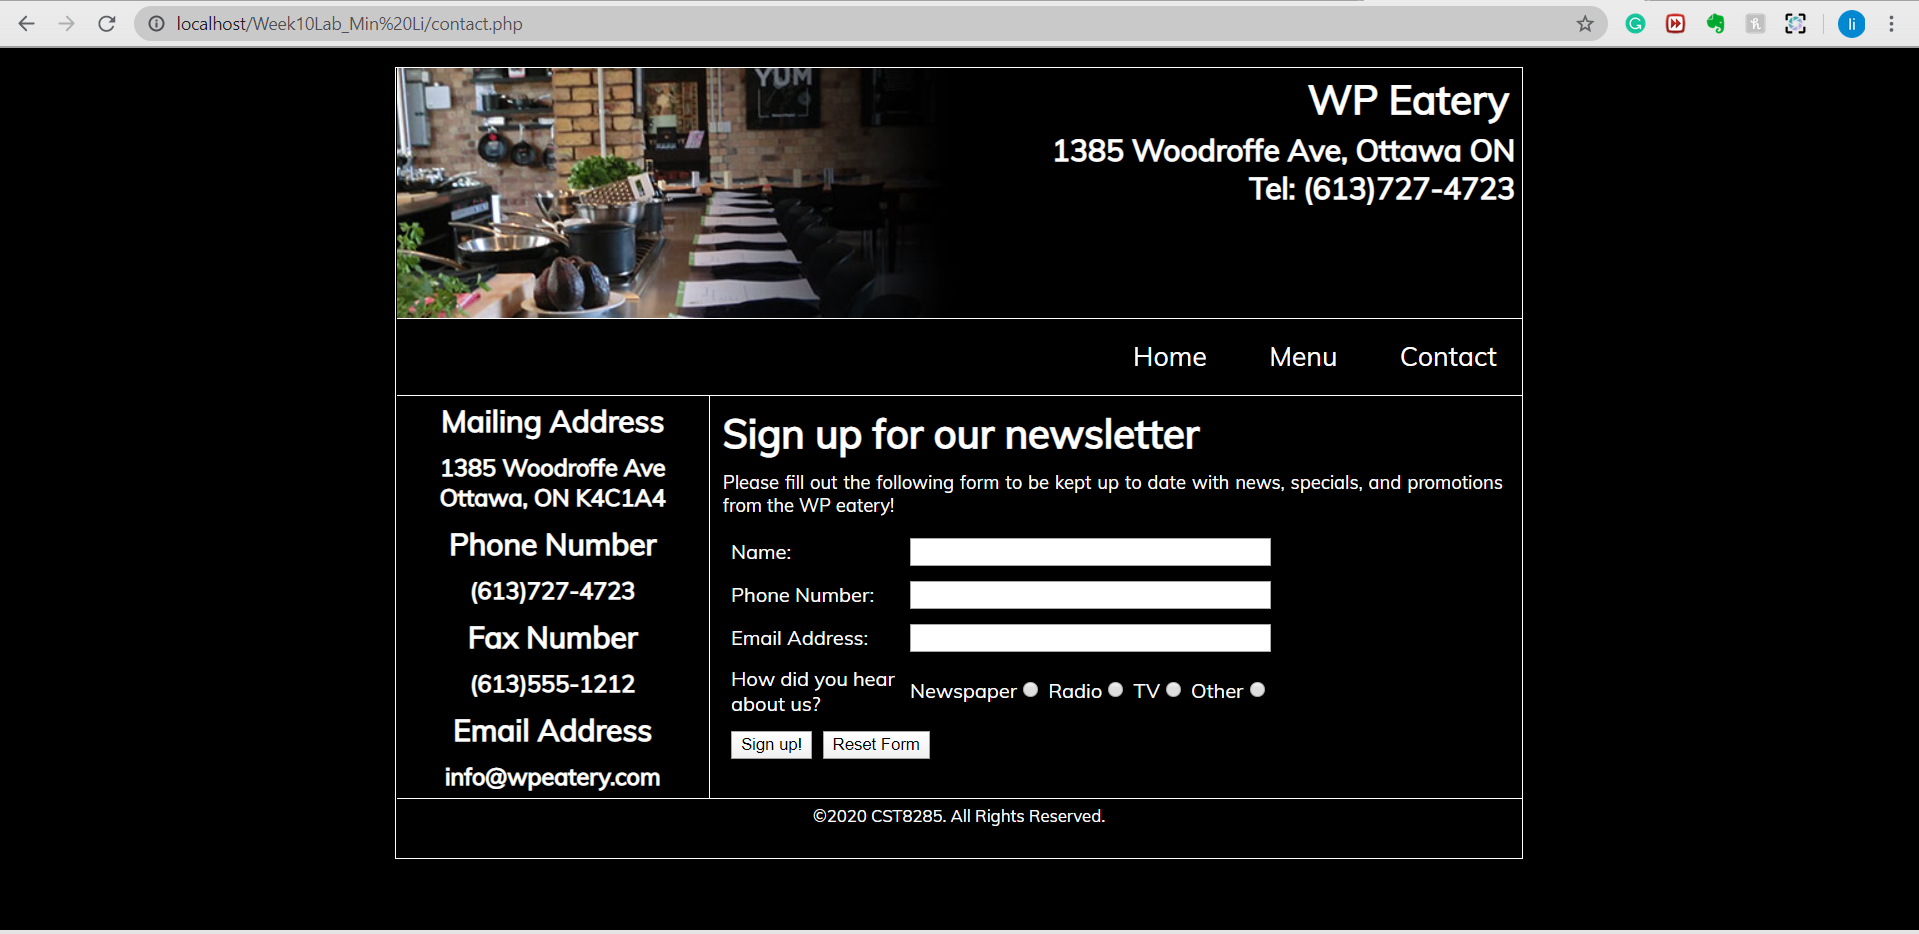 localhost/Week10Lab_Min%20Li/contact.php
li
YUM
WP Eatery
1385 Woodroffe Ave, Ottawa ON
Tel: (613)727-4723
Home Menu Contact
Mailing Address
1385 Woodroffe Ave
Ottawa, ON K4C1A4
Phone Number
(613)727-4723
Fax Number
(613)555-1212
Email Address
info@wpeatery.com
Sign up for our newsletter
Please fill out the following form to be kept up to date with news, specials, and promotions
from the WP eatery!
Name:
Phone Number:
Email Address:
How did you hear
about us?
Newspaper Radio TV Other
Sign up! Reset Form
©2020 CST8285. All Rights Reserved.